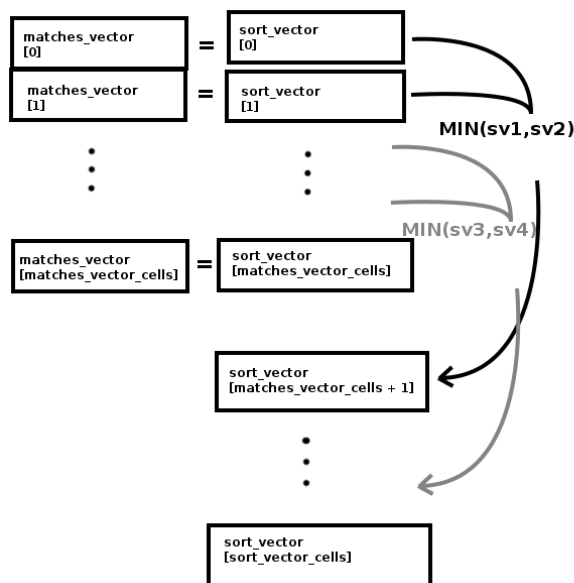 matches_vector
[0]
=
sort_vector
[0]
matches_vector
[1]
=
sort_vector
[1]
MIN(sv1,sv2)
MIN(sv3,sv4)
matches_vector
[matches_vector_cells]
=
sort_vector
[matches_vector_cells]
sort_vector
[matches_vector_cells + 1]
sort_vector
[sort_vector_cells]